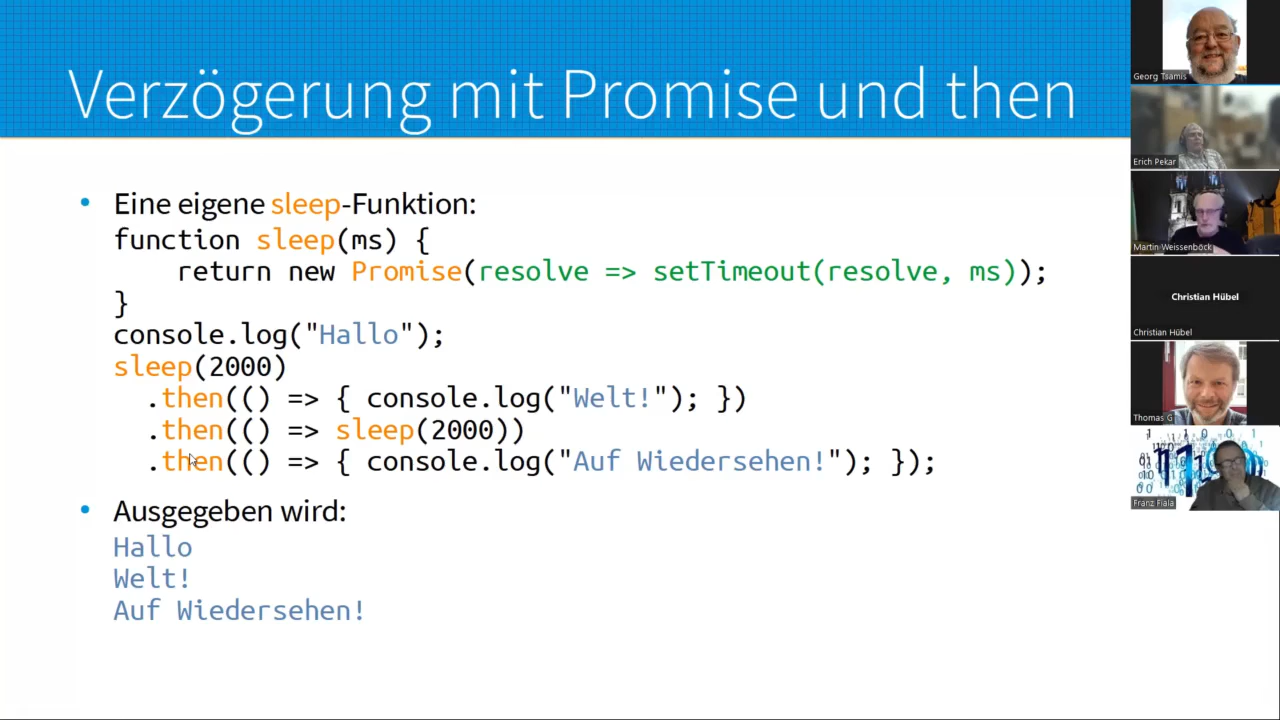 Verzögerung mit Promise und then
• Eine eigene sleep-Funktion:
function sleep(ms) {
    return new Promise(resolve => setTimeout(resolve, ms));
}
console.log("Hallo");
sleep(2000)
  .then(() => { console.log("Welt!"); })
  .then(() => sleep(2000))
  .then(() => { console.log("Auf Wiedersehen!"); });
• Ausgegeben wird:
Hallo
Welt!
Auf Wiedersehen!
Georg Tsamis
Erich Pekar
Martin Weissenböck
Christian Hübel
Christian Hübel
Thomas G
Franz Fiala